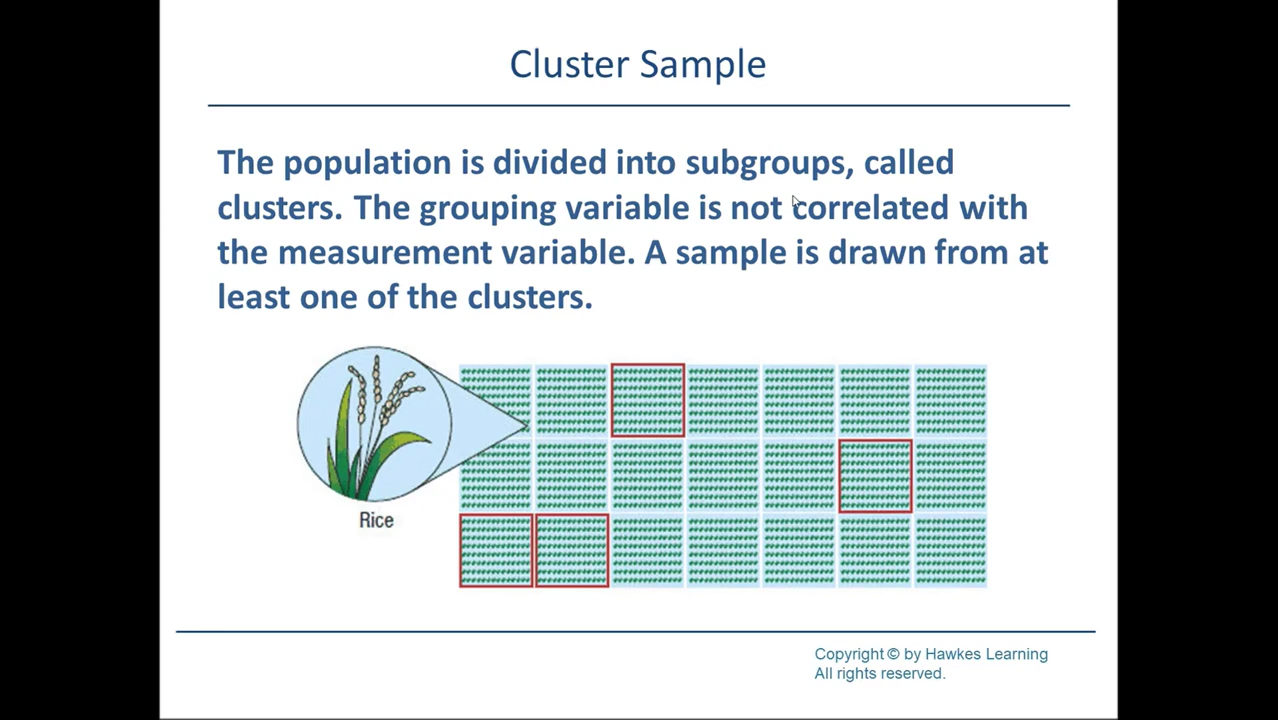 Cluster Sample
The population is divided into subgroups, called
clusters. The grouping variable is not correlated with
the measurement variable. A sample is drawn from at
least one of the clusters.
Rice
Copyright © by Hawkes Learning
All rights reserved.